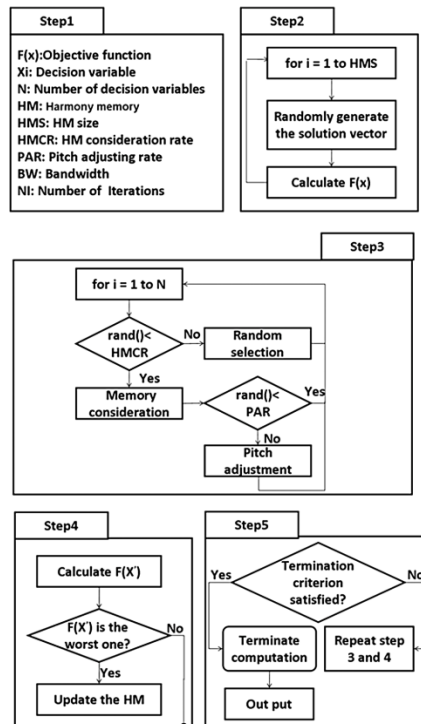 Step1
F(x):Objective function
Xi: Decision variable
N: Number of decision variables
HM: Harmony memory
HMS: HM size
HMCR: HM consideration rate
PAR: Pitch adjusting rate
BW: Bandwidth
NI: Number of Iterations
Step2
for i = 1 to HMS
Randomly generate
the solution vector
Calculate F(x)
Step3
for i = 1 to N
rand()<
HMCR
No
Random
selection
Yes
Memory
consideration
rand()<
PAR
Yes
No
Pitch
adjustment
Step4
Calculate F(X')
F(X') is the
worst one?
No
Yes
Update the HM
Step5
Yes
Termination
criterion
satisfied?
No
Terminate
computation
Repeat step
3 and 4
Out put